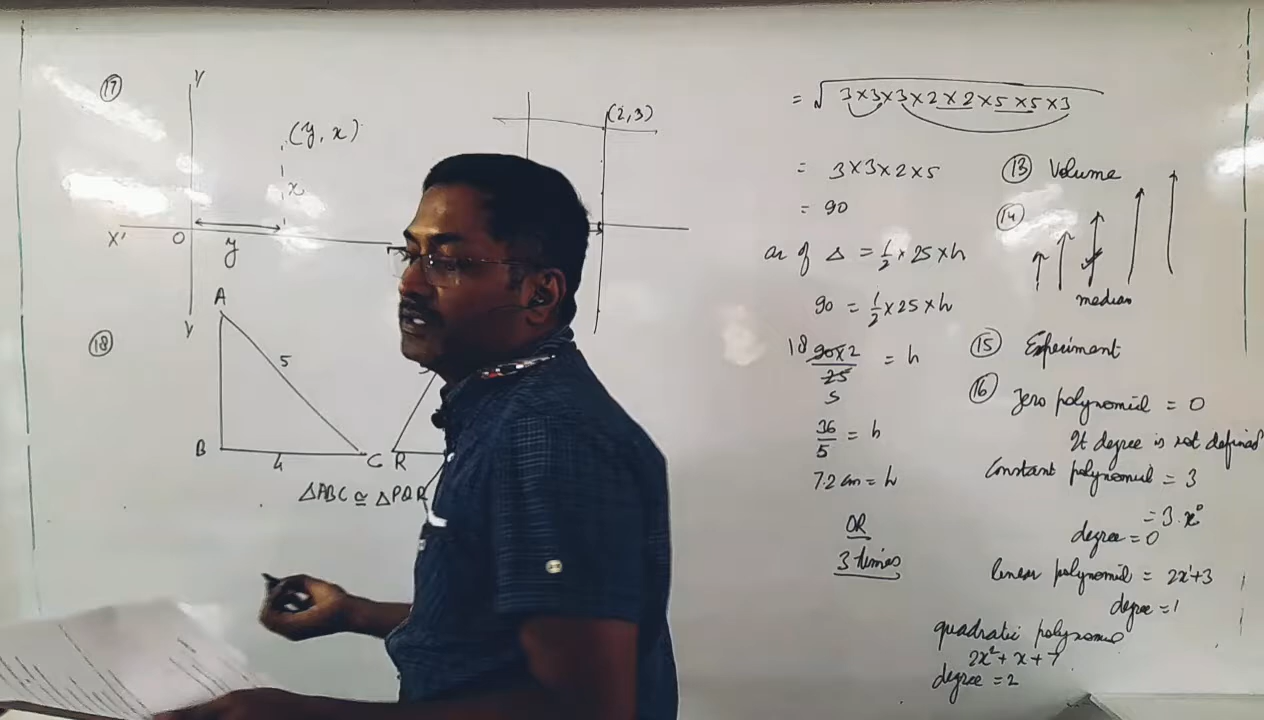 17
Y
(y, x)
x
X'
O
y
Y
(2,3)
18
A
5
B
4
C
R
△ABC ≅ △PQR
= √3×3×3×2×2×5×5×3
= 3×3×2×5
= 90
ar of △ = 1/2 × 25 × h
90 = 1/2 × 25 × h
18
90×2/25 = h
5
36/5 = h
7.2 cm = h
OR
3 times
13 Volume
14
median
15 Experiment
16 Zero polynomial = 0
It degree is not defined
Constant polynomial = 3
= 3.x⁰
degree = 0
linear polynomial = 2x¹+3
degree = 1
quadratic polynomial
2x² + x + 7
degree = 2